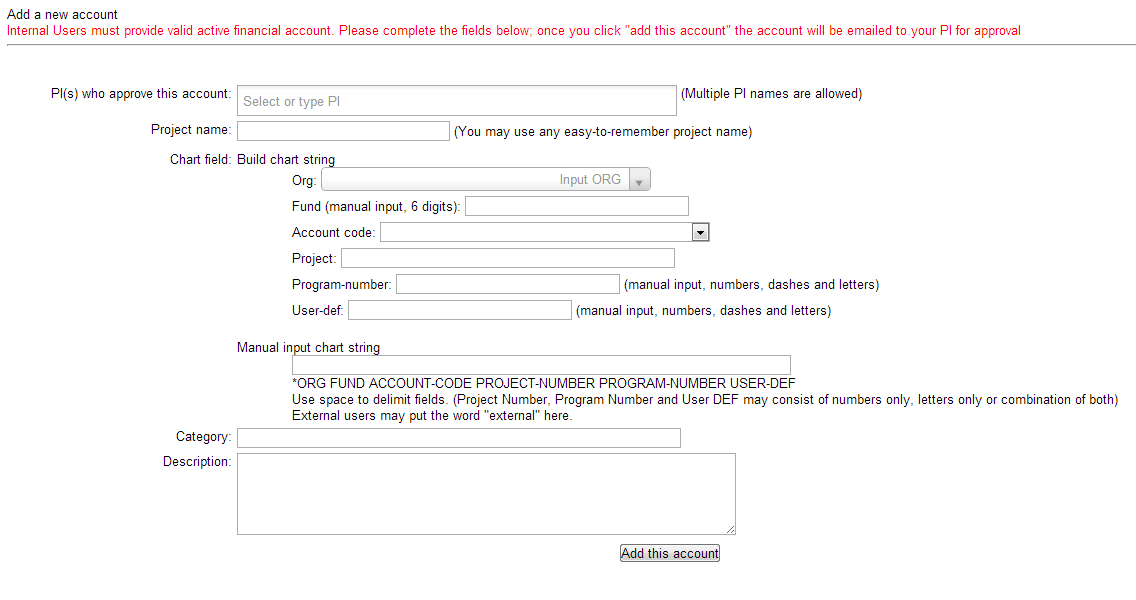 Add a new account
Internal Users must provide valid active financial account. Please complete the fields below; once you click "add this account" the account will be emailed to your PI for approval
PI(s) who approve this account: Select or type PI (Multiple PI names are allowed)
Project name: (You may use any easy-to-remember project name)
Chart field: Build chart string
Org: Input ORG
Fund (manual input, 6 digits):
Account code:
Project:
Program-number: (manual input, numbers, dashes and letters)
User-def: (manual input, numbers, dashes and letters)
Manual input chart string
*ORG FUND ACCOUNT-CODE PROJECT-NUMBER PROGRAM-NUMBER USER-DEF
Use space to delimit fields. (Project Number, Program Number and User DEF may consist of numbers only, letters only or combination of both)
External users may put the word "external" here.
Category:
Description:
Add this account